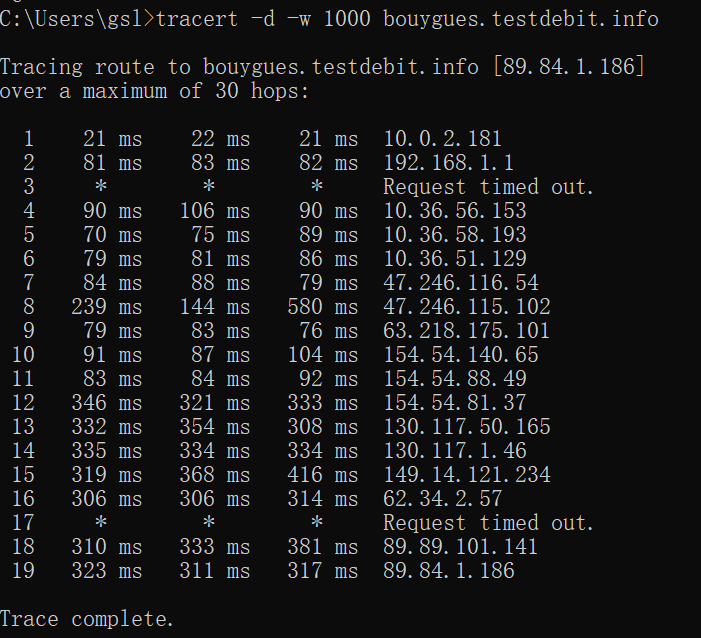 C:\Users\gsl>tracert -d -w 1000 bouygues.testdebit.info
Tracing route to bouygues.testdebit.info [89.84.1.186]
over a maximum of 30 hops:
1 21 ms 22 ms 21 ms 10.0.2.181
2 81 ms 83 ms 82 ms 192.168.1.1
3 * * * Request timed out.
4 90 ms 106 ms 90 ms 10.36.56.153
5 70 ms 75 ms 89 ms 10.36.58.193
6 79 ms 81 ms 86 ms 10.36.51.129
7 84 ms 88 ms 79 ms 47.246.116.54
8 239 ms 144 ms 580 ms 47.246.115.102
9 79 ms 83 ms 76 ms 63.218.175.101
10 91 ms 87 ms 104 ms 154.54.140.65
11 83 ms 84 ms 92 ms 154.54.88.49
12 346 ms 321 ms 333 ms 154.54.81.37
13 332 ms 354 ms 308 ms 130.117.50.165
14 335 ms 334 ms 334 ms 130.117.1.46
15 319 ms 368 ms 416 ms 149.14.121.234
16 306 ms 306 ms 314 ms 62.34.2.57
17 * * * Request timed out.
18 310 ms 333 ms 381 ms 89.89.101.141
19 323 ms 311 ms 317 ms 89.84.1.186
Trace complete.